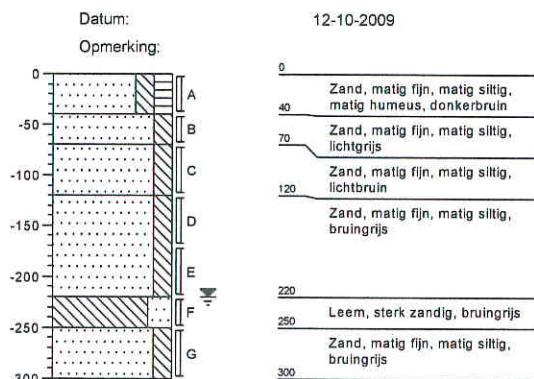 Datum: 12-10-2009
Opmerking:
0
-50
-100
-150
-200
-250
-300
A
B
C
D
E
F
G
0
Zand, matig fijn, matig siltig,
matig humeus, donkerbruin
40
Zand, matig fijn, matig siltig,
lichtgrijs
70
Zand, matig fijn, matig siltig,
lichtbruin
120
Zand, matig fijn, matig siltig,
bruingrijs
220
Leem, sterk zandig, bruingrijs
250
Zand, matig fijn, matig siltig,
bruingrijs
300